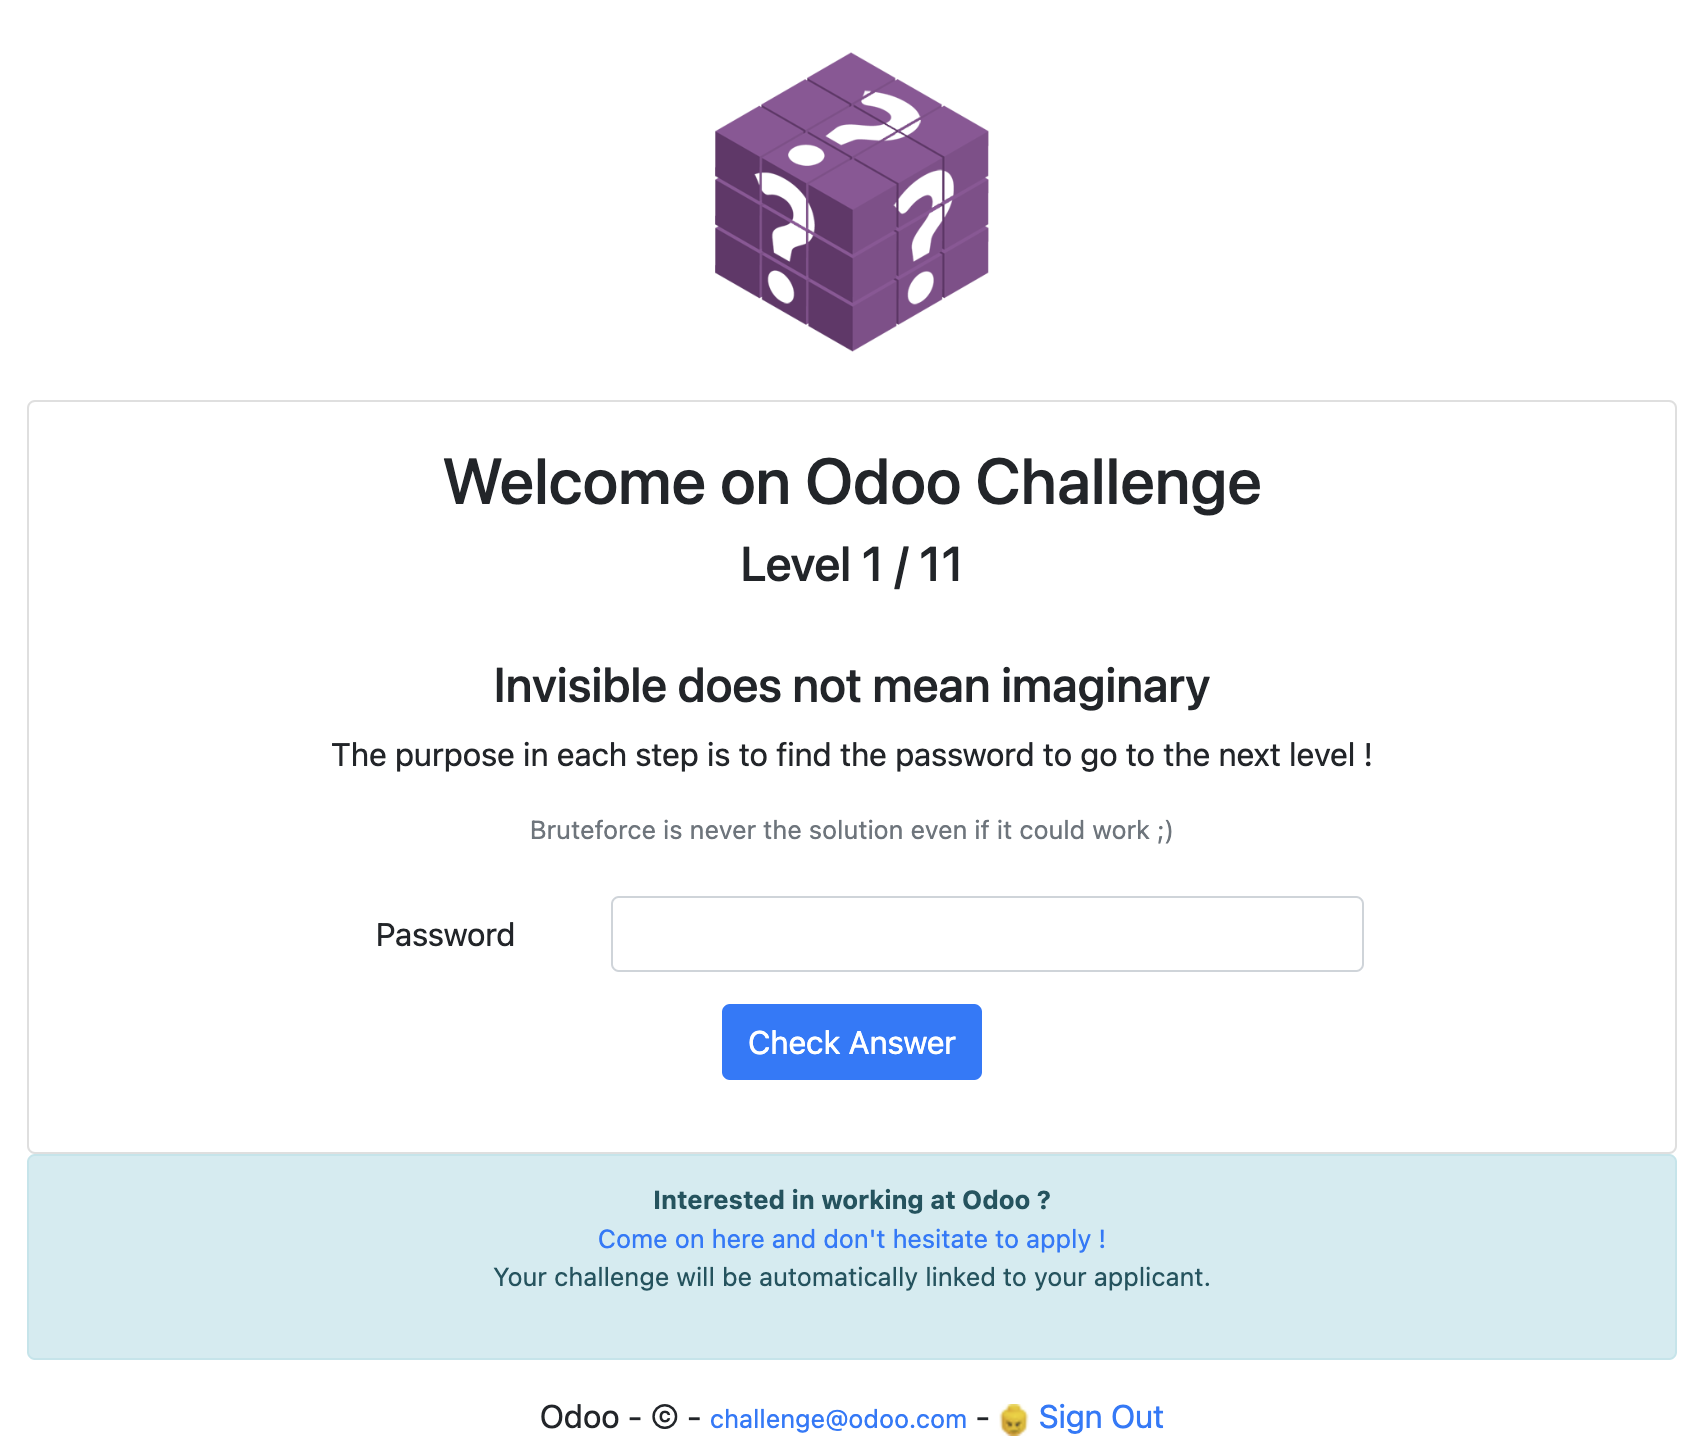 Welcome on Odoo Challenge
Level 1 / 11
Invisible does not mean imaginary
The purpose in each step is to find the password to go to the next level !
Bruteforce is never the solution even if it could work ;)
Password
Check Answer
Interested in working at Odoo ?
Come on here and don't hesitate to apply !
Your challenge will be automatically linked to your applicant.
Odoo - © - challenge@odoo.com - Sign Out